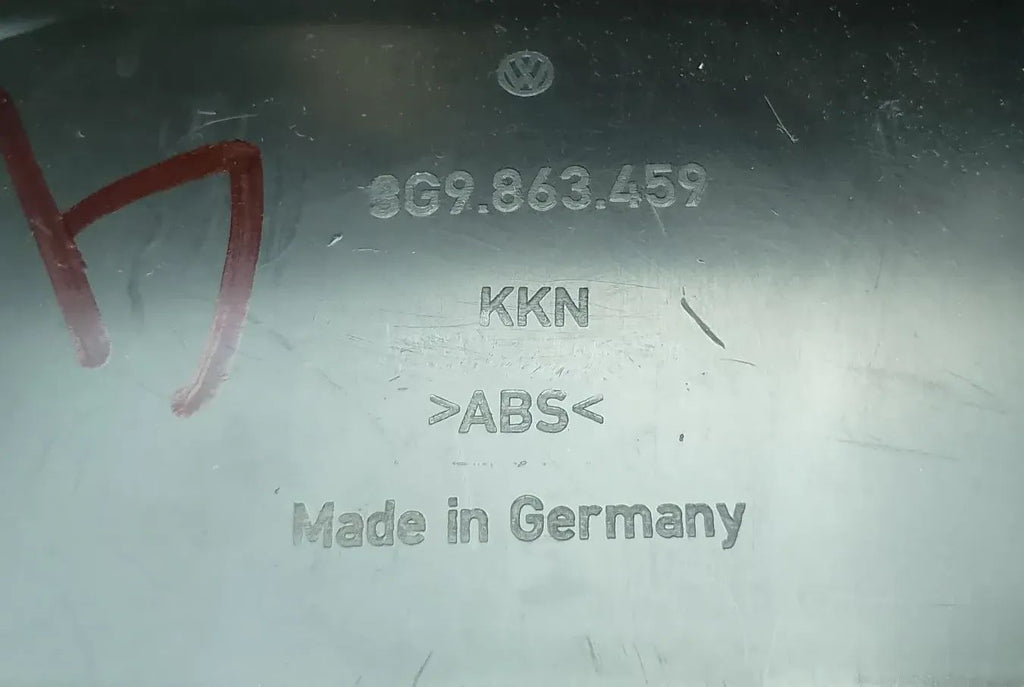 3G9.863.459
KKN
>ABS<
Made in Germany